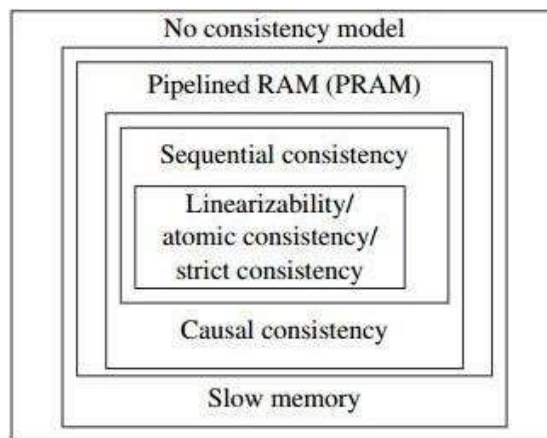 No consistency model
Pipelined RAM (PRAM)
Sequential consistency
Linearizability/
atomic consistency/
strict consistency
Causal consistency
Slow memory